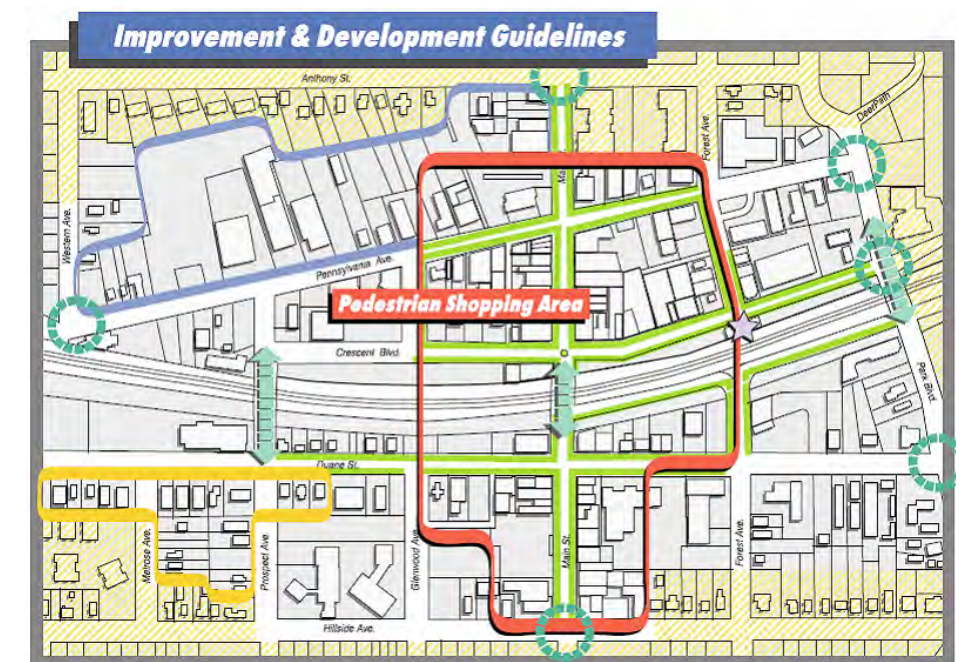 Improvement & Development Guidelines
Anthony St.
DeerPath
Forest Ave.
Western Ave.
Pennsylvania Ave.
Pedestrian Shopping Area
Crescent Blvd.
Park Blvd.
Duane St.
Melrose Ave.
Prospect Ave.
Glenwood Ave.
Main St.
Forest Ave.
Hillside Ave.